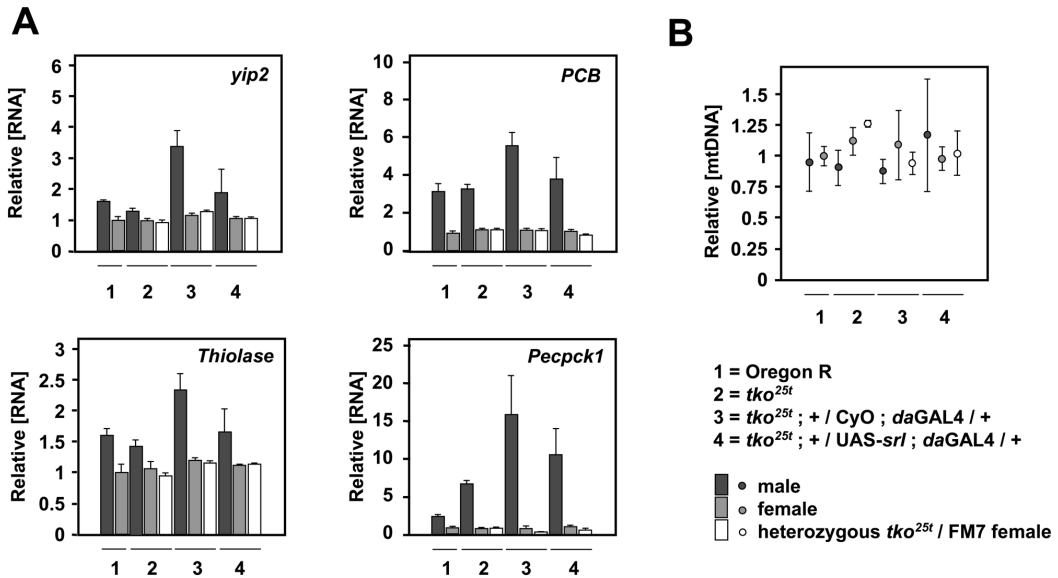 A
B
yip2
Relative [RNA]
6
5
4
3
2
1
0
1 2 3 4
PCB
Relative [RNA]
10
8
6
4
2
0
1 2 3 4
Relative [mtDNA]
1.5
1.25
1
0.75
0.5
0.25
0
1 2 3 4
Thiolase
Relative [RNA]
3
2.5
2
1.5
1
0.5
0
1 2 3 4
Pecpck1
Relative [RNA]
25
20
15
10
5
0
1 2 3 4
1 = Oregon R
2 = tko25t
3 = tko25t ; + / CyO ; daGAL4 / +
4 = tko25t ; + / UAS-srl ; daGAL4 / +
male
female
heterozygous tko25t / FM7 female